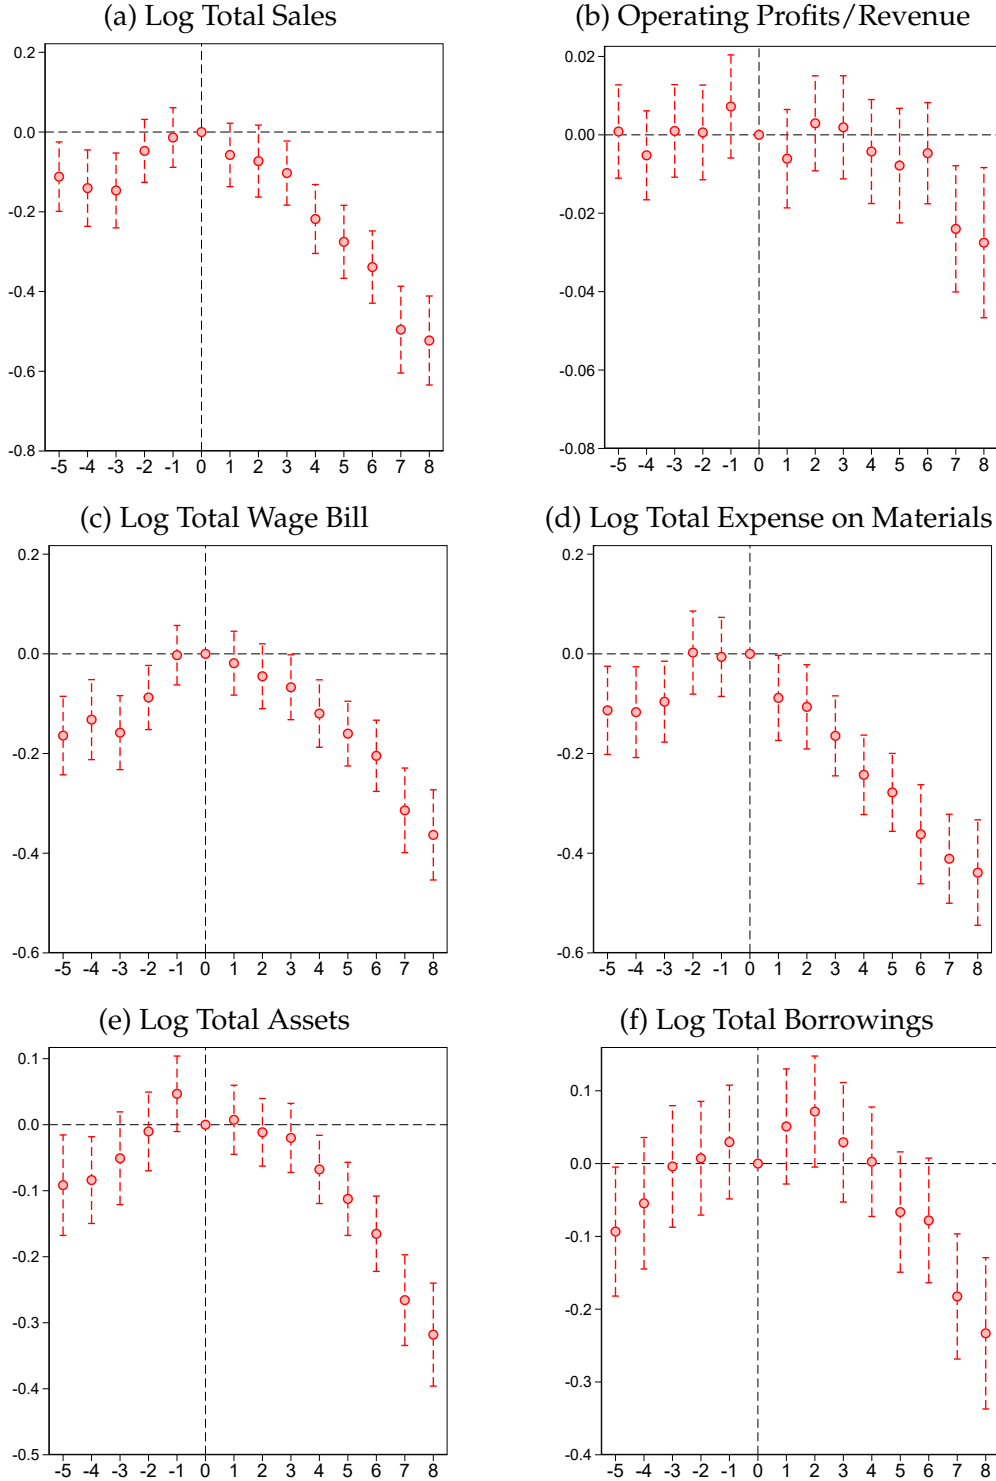 (a) Log Total Sales
0.2
0.0
-0.2
-0.4
-0.6
-0.8
-5 -4 -3 -2 -1 0 1 2 3 4 5 6 7 8
(b) Operating Profits/Revenue
0.02
0.00
-0.02
-0.04
-0.06
-0.08
-5 -4 -3 -2 -1 0 1 2 3 4 5 6 7 8
(c) Log Total Wage Bill
0.2
0.0
-0.2
-0.4
-0.6
-5 -4 -3 -2 -1 0 1 2 3 4 5 6 7 8
(d) Log Total Expense on Materials
0.2
0.0
-0.2
-0.4
-0.6
-5 -4 -3 -2 -1 0 1 2 3 4 5 6 7 8
(e) Log Total Assets
0.1
0.0
-0.1
-0.2
-0.3
-0.4
-0.5
-5 -4 -3 -2 -1 0 1 2 3 4 5 6 7 8
(f) Log Total Borrowings
0.1
0.0
-0.1
-0.2
-0.3
-0.4
-5 -4 -3 -2 -1 0 1 2 3 4 5 6 7 8